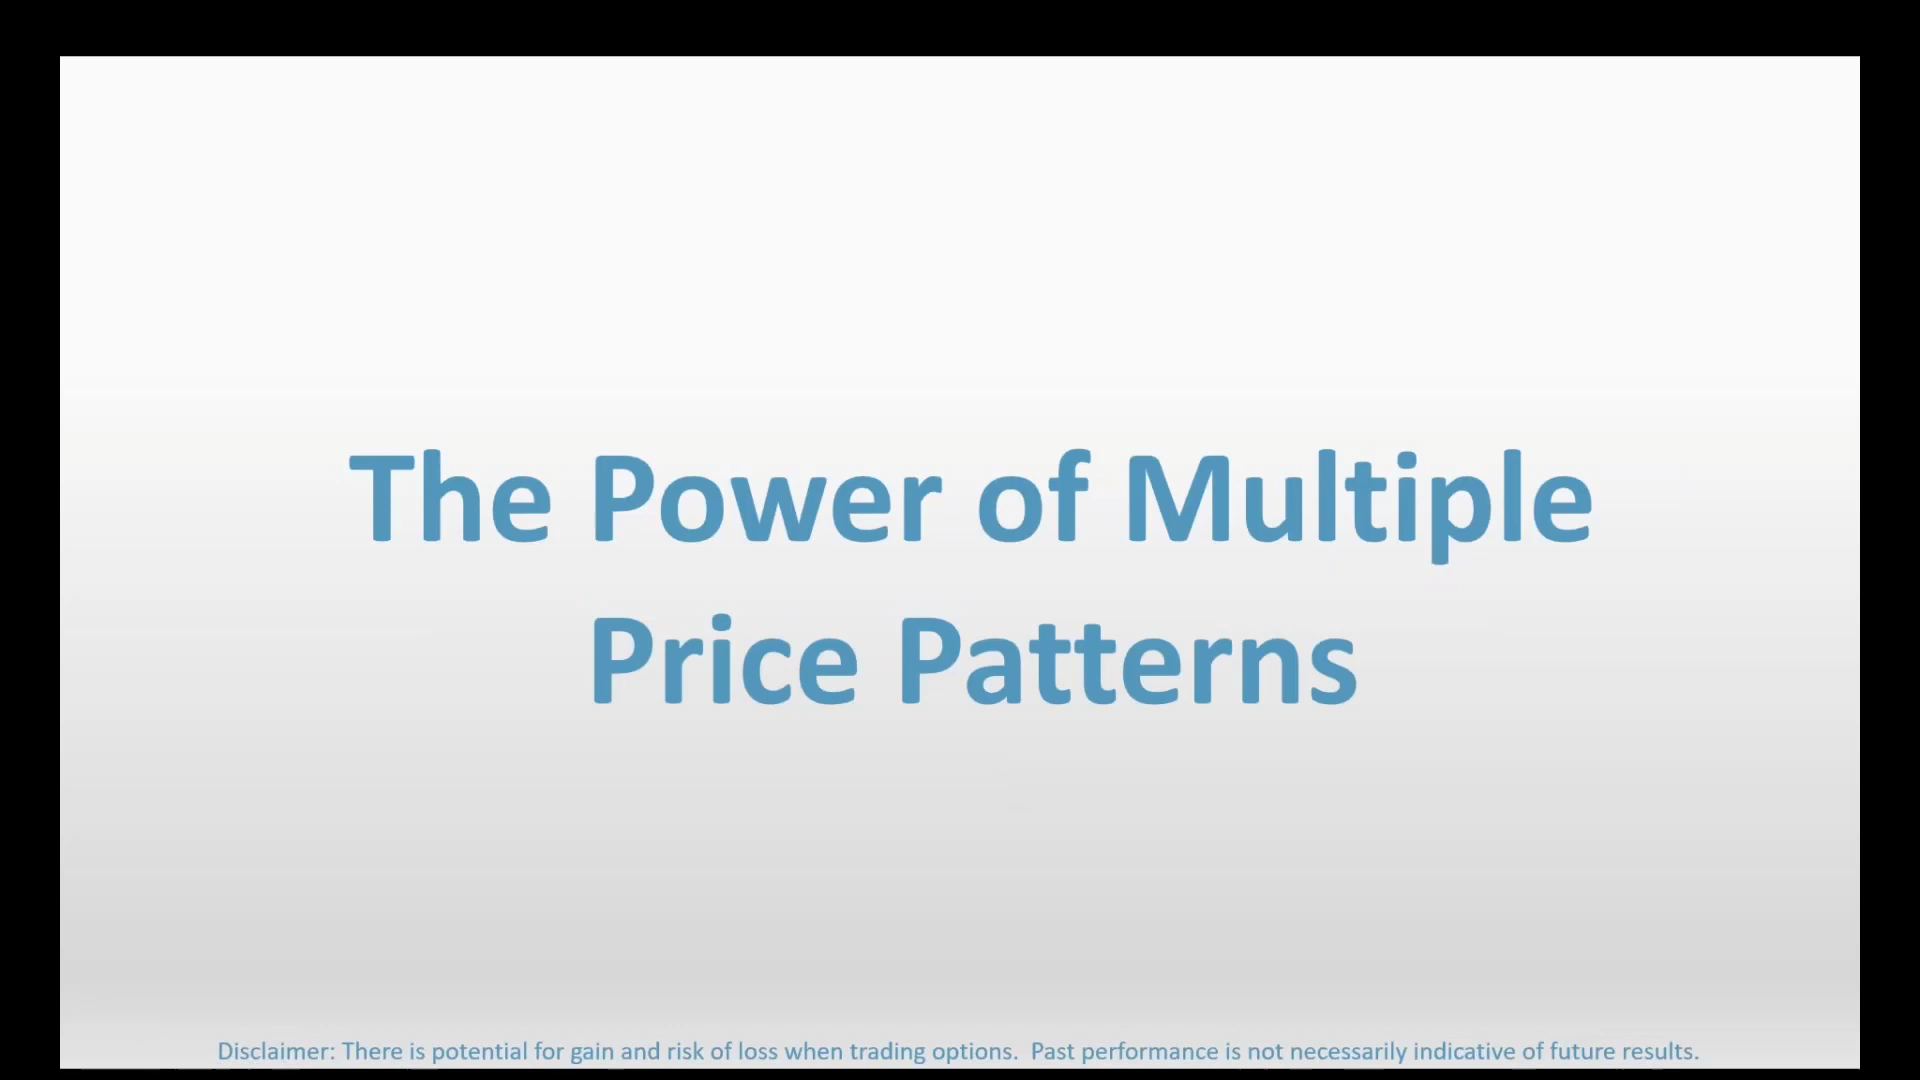 The Power of Multiple
Price Patterns
Disclaimer: There is potential for gain and risk of loss when trading options.  Past performance is not necessarily indicative of future results.